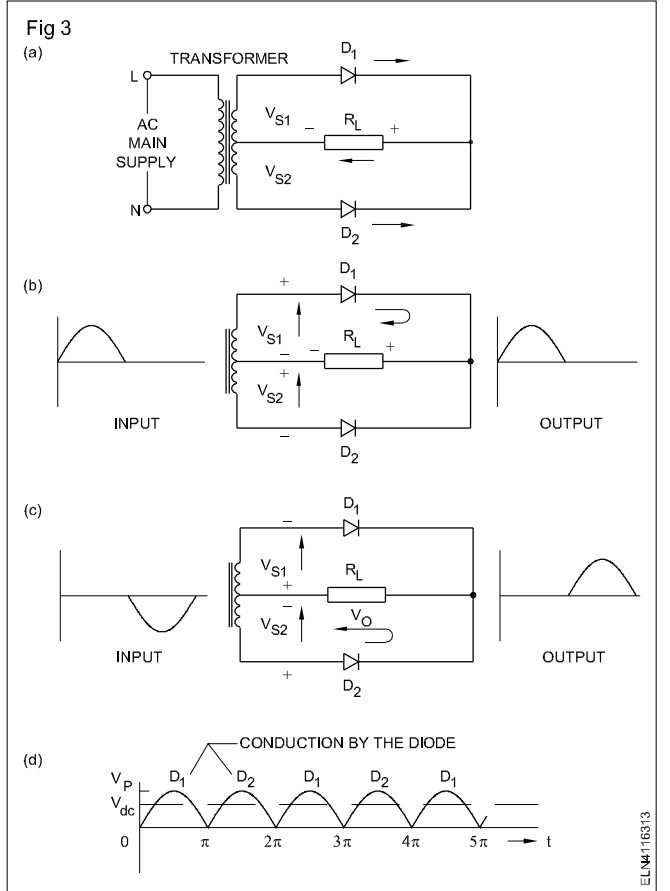 Fig 3
(a)
TRANSFORMER
D1
L
AC
MAIN
SUPPLY
N
VS1
– RL +
VS2
D2
(b)
D1
+
VS1
– – RL +
+
VS2
–
D2
INPUT
OUTPUT
(c)
D1
–
VS1
+ RL
–
VS2
VO
+
D2
INPUT
OUTPUT
(d)
CONDUCTION BY THE DIODE
VP D1 D2 D1 D2 D1
Vdc
0 π 2π 3π 4π 5π t
ELN4116313